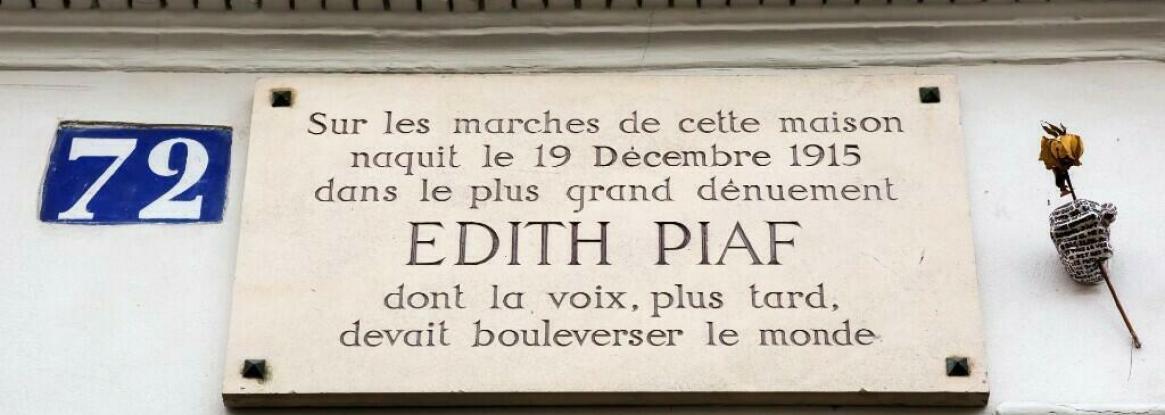 72
Sur les marches de cette maison
naquit le 19 Décembre 1915
dans le plus grand dénuement
EDITH PIAF
dont la voix, plus tard,
devait bouleverser le monde